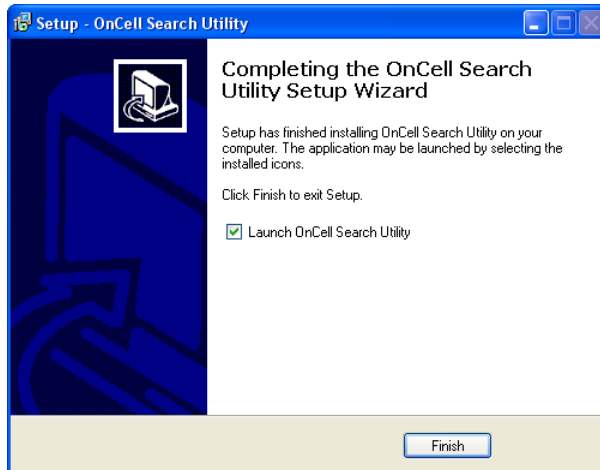 Setup - OnCell Search Utility
Completing the OnCell Search
Utility Setup Wizard
Setup has finished installing OnCell Search Utility on your
computer. The application may be launched by selecting the
installed icons.
Click Finish to exit Setup.
Launch OnCell Search Utility
Finish